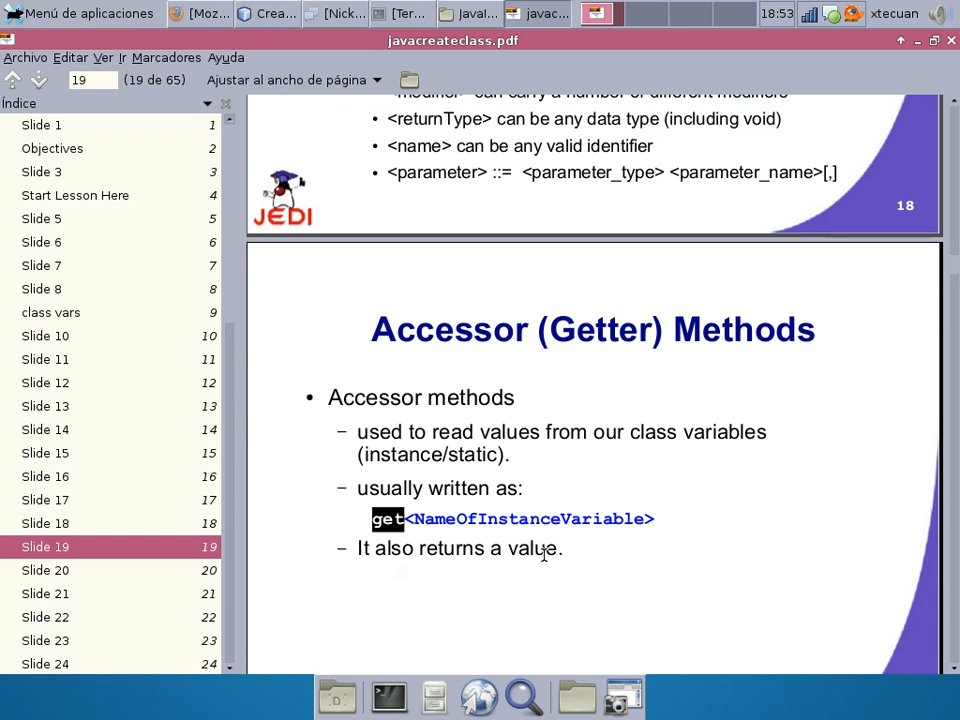 Menú de aplicaciones
[Moz...
Crea...
[Nick...
[Ter...
JavaI...
javac...
18:53
xtecuan
javacreateclass.pdf
Archivo Editar Ver Ir Marcadores Ayuda
19
(19 de 65)
Ajustar al ancho de página
Índice
Slide 1 1
Objectives 2
Slide 3 3
Start Lesson Here 4
Slide 5 5
Slide 6 6
Slide 7 7
Slide 8 8
class vars 9
Slide 10 10
Slide 11 11
Slide 12 12
Slide 13 13
Slide 14 14
Slide 15 15
Slide 16 16
Slide 17 17
Slide 18 18
Slide 19 19
Slide 20 20
Slide 21 21
Slide 22 22
Slide 23 23
Slide 24 24
<modifier> can carry a number of different modifiers
• <returnType> can be any data type (including void)
• <name> can be any valid identifier
• <parameter> ::= <parameter_type> <parameter_name>[,]
JEDI
18
Accessor (Getter) Methods
• Accessor methods
– used to read values from our class variables
(instance/static).
– usually written as:
get<NameOfInstanceVariable>
– It also returns a value.